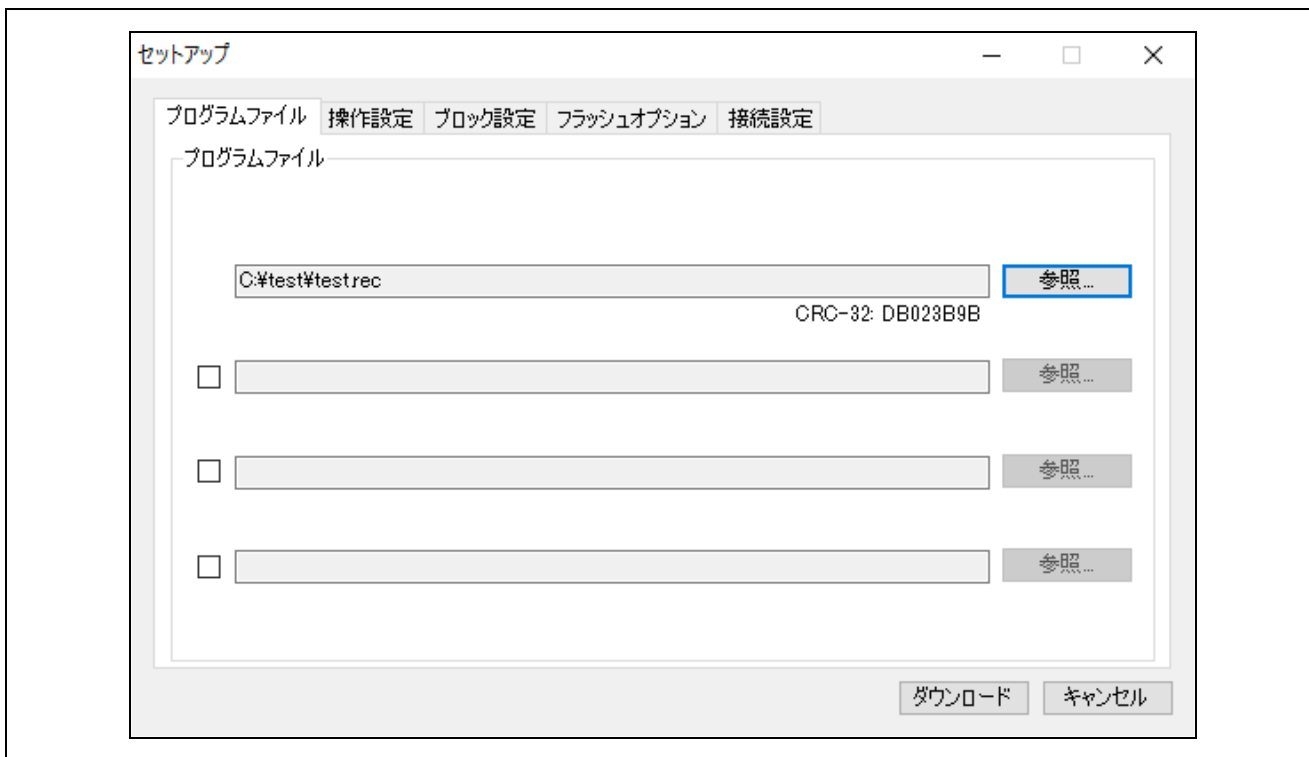 セットアップ
プログラムファイル 操作設定 ブロック設定 フラッシュオプション 接続設定
プログラムファイル
C:¥test¥test.rec 参照...
CRC-32: DB023B9B
参照...
参照...
参照...
ダウンロード キャンセル